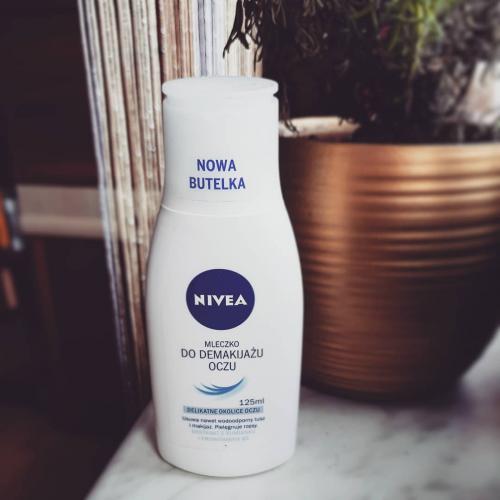 NOWA
BUTELKA
NIVEA
MLECZKO
DO DEMAKIJAŻU
OCZU
125ml
DELIKATNE OKOLICE OCZU
Usuwa nawet wodoodporny tusz
i makijaż. Pielęgnuje rzęsy.